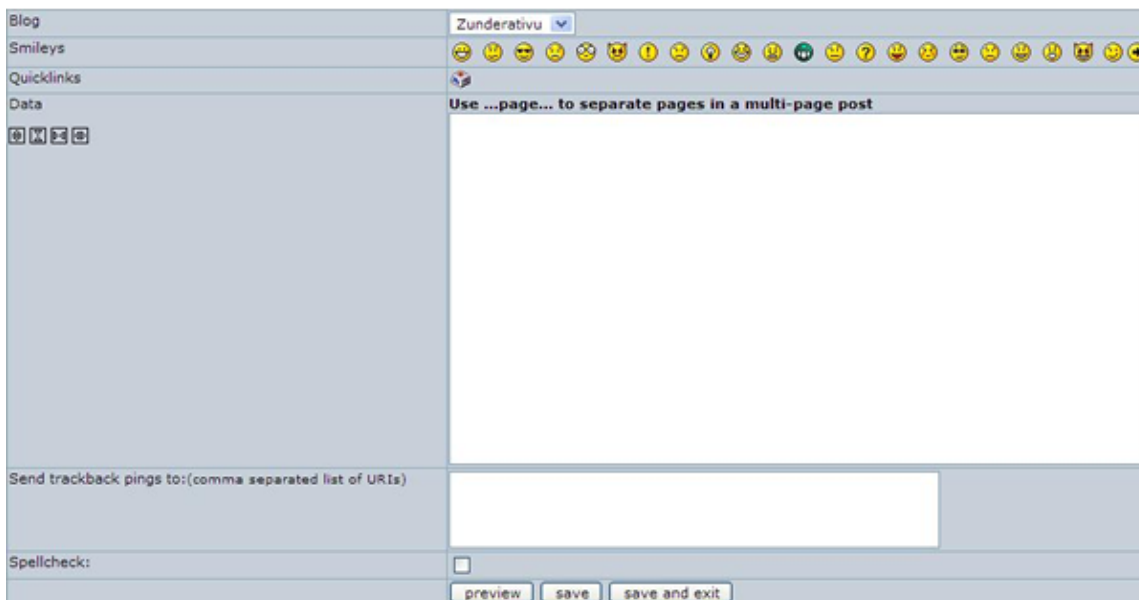 Blog
Zunderativu
Smileys
Quicklinks
Data
Use ...page... to separate pages in a multi-page post
Send trackback pings to:(comma separated list of URIs)
Spellcheck:
preview save save and exit